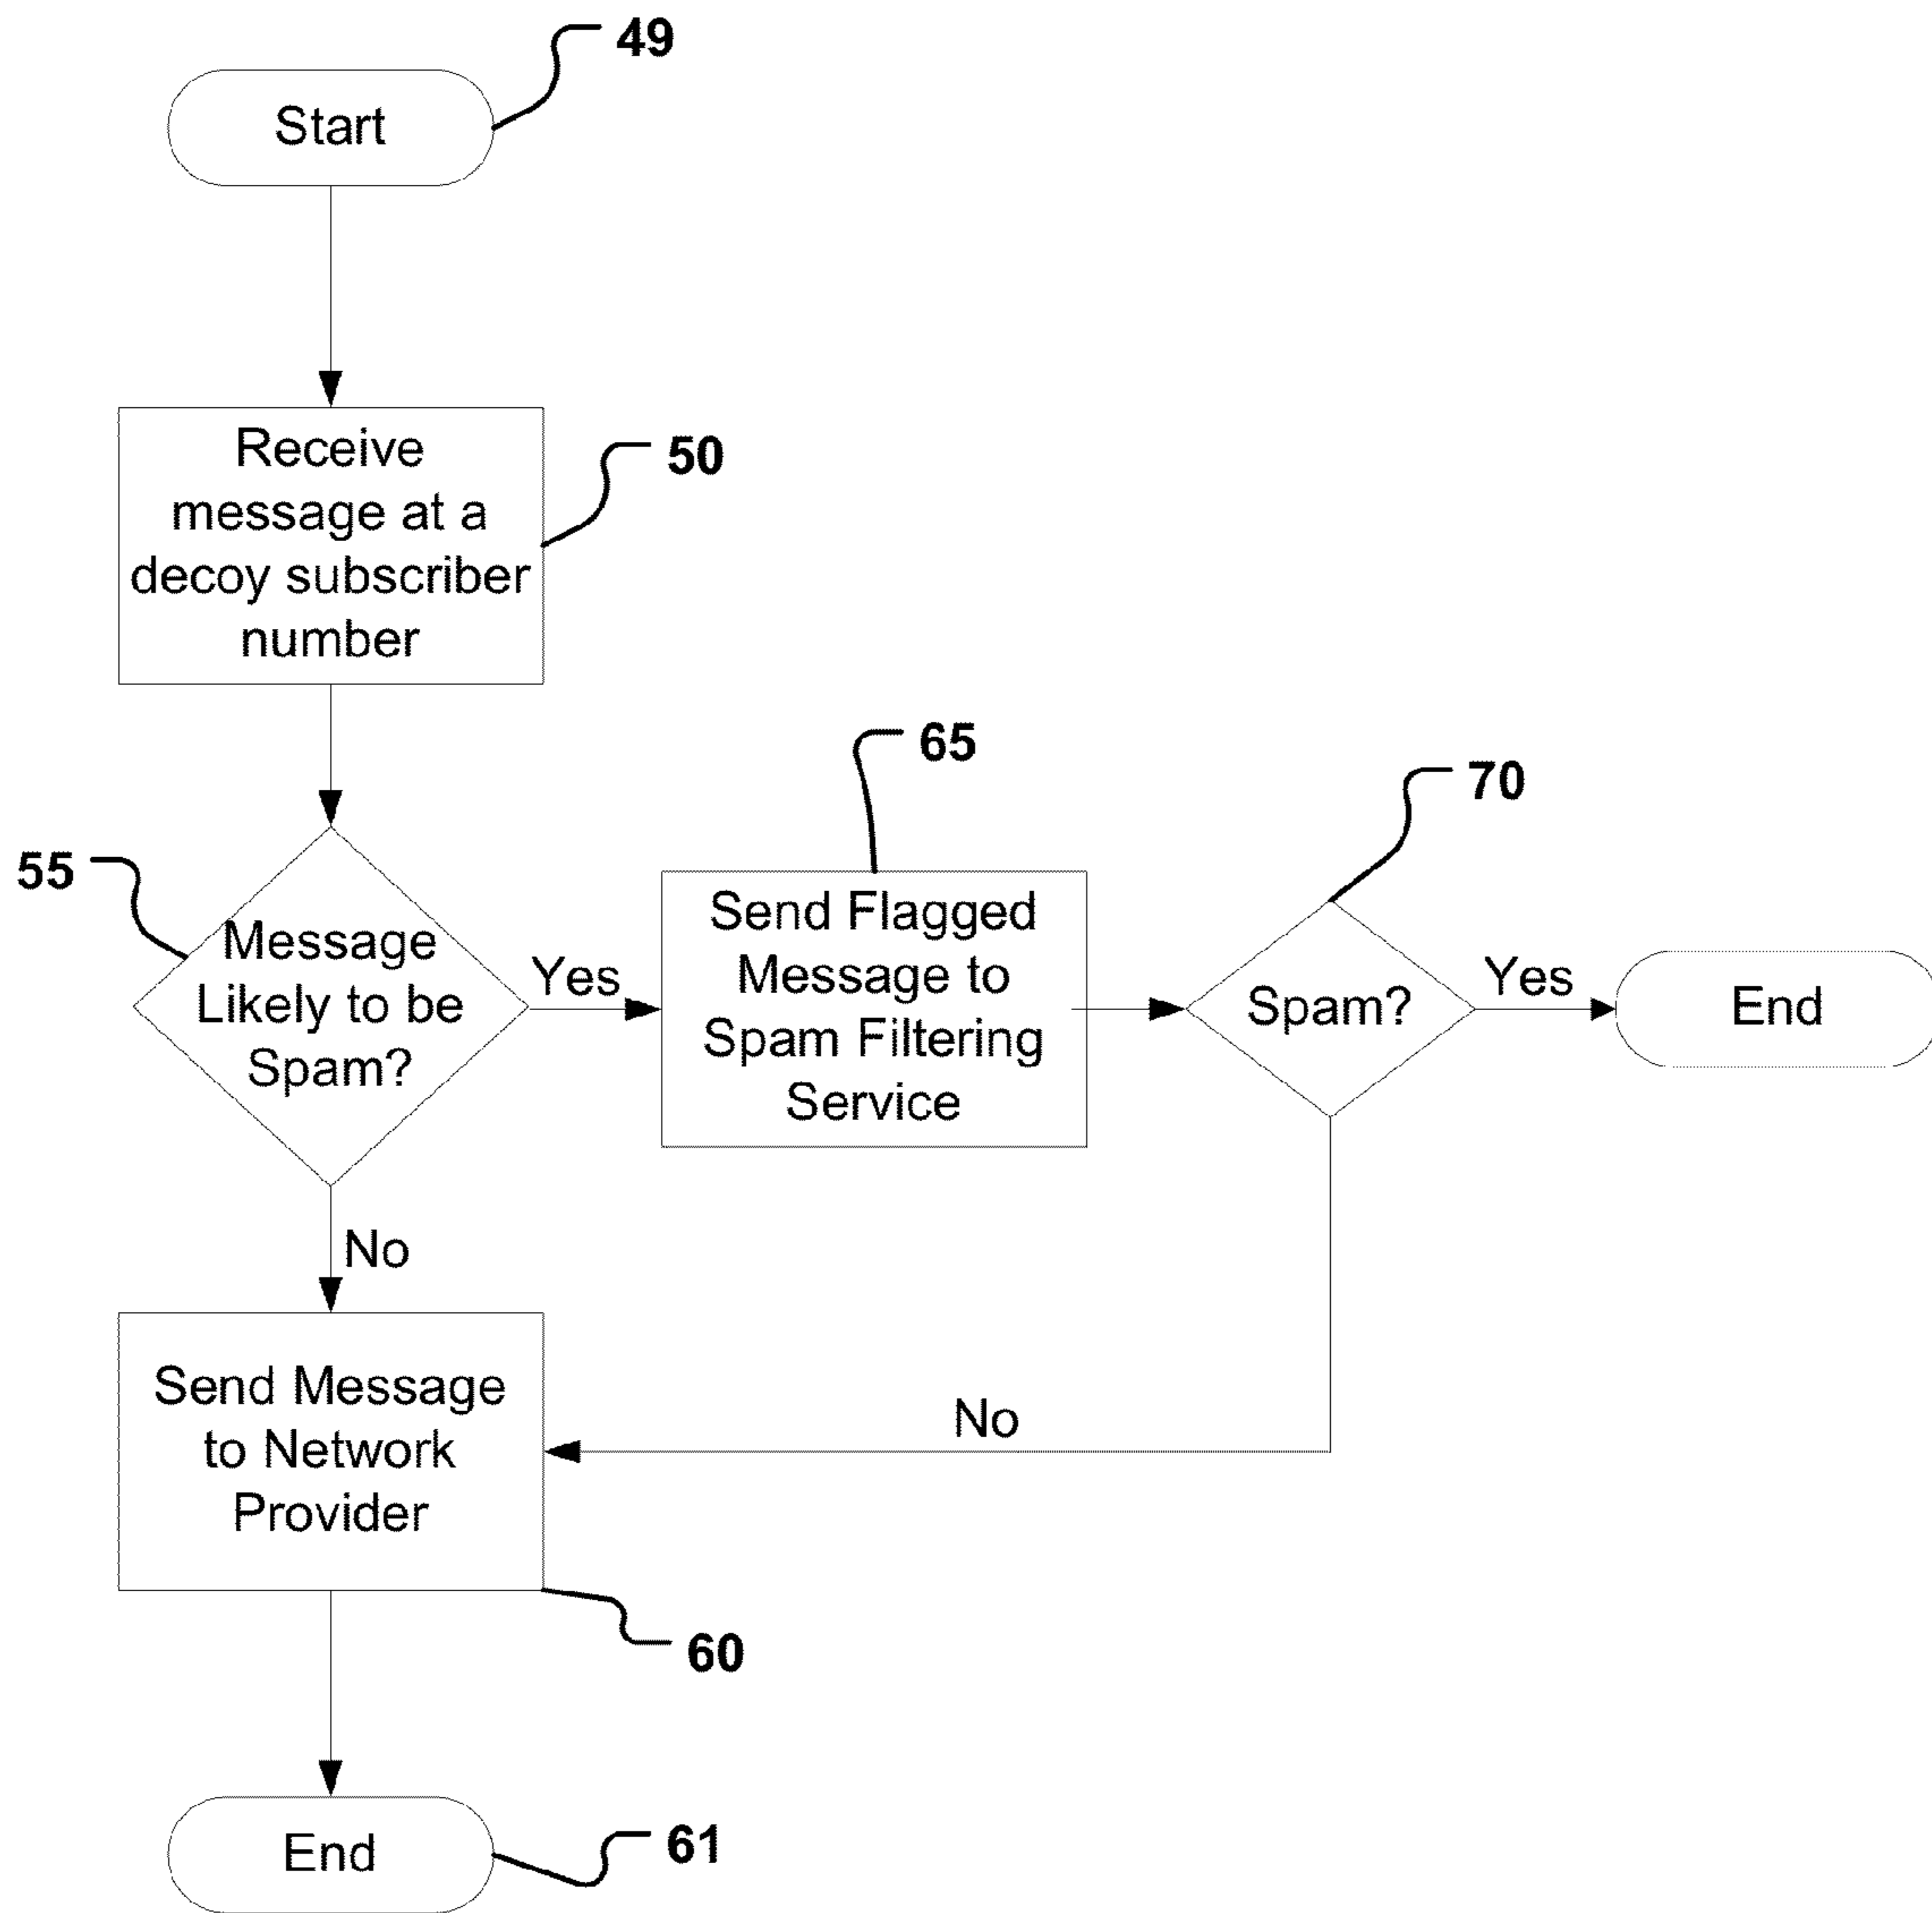 49
Start
Receive
message at a
decoy subscriber
number
50
65
70
55
Message
Likely to be
Spam?
Yes
Send Flagged
Message to
Spam Filtering
Service
Spam?
Yes
End
No
Send Message
to Network
Provider
No
60
End
61